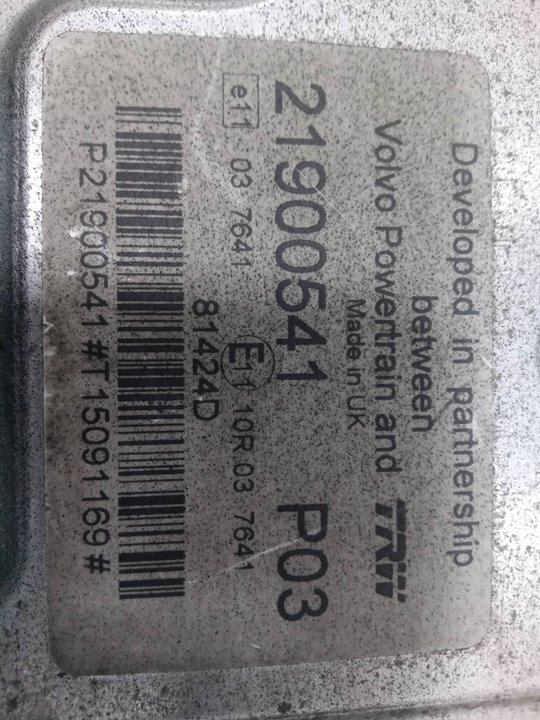 Developed in partnership
between
Volvo Powertrain and TRW
Made in UK
21900541 P03
e11 03 7641 E11 10R 03 7641
81424D
P21900541 #T15091169#